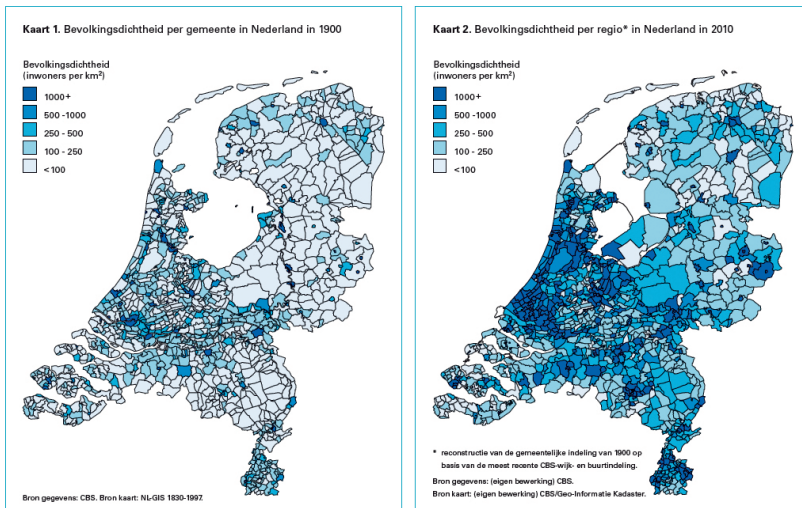 Kaart 1. Bevolkingsdichtheid per gemeente in Nederland in 1900
Bevolkingsdichtheid
(inwoners per km²)
1000+
500 -1000
250 - 500
100 - 250
<100
Bron gegevens: CBS. Bron kaart: NL-GIS 1830-1997.
Kaart 2. Bevolkingsdichtheid per regio* in Nederland in 2010
Bevolkingsdichtheid
(inwoners per km²)
1000+
500 -1000
250 - 500
100 - 250
<100
* reconstructie van de gemeentelijke indeling van 1900 op
basis van de meest recente CBS-wijk- en buurtindeling.
Bron gegevens: (eigen bewerking) CBS.
Bron kaart: (eigen bewerking) CBS/Geo-Informatie Kadaster.